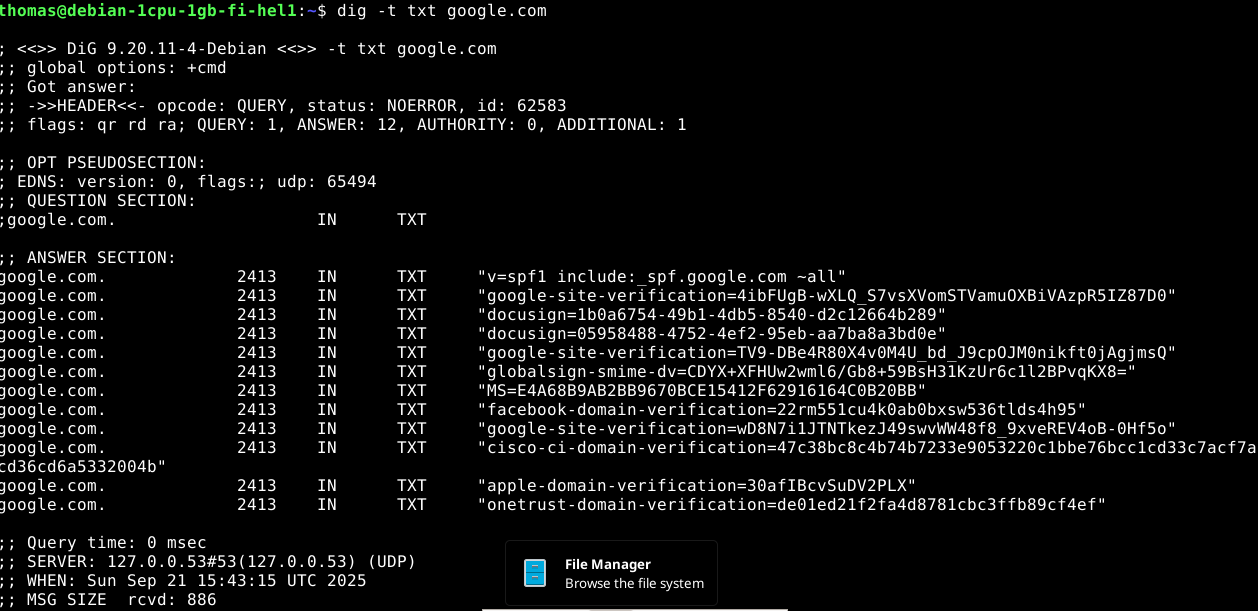 thomas@debian-1cpu-1gb-fi-hel1:~$ dig -t txt google.com
; <<>> DiG 9.20.11-4-Debian <<>> -t txt google.com
;; global options: +cmd
;; Got answer:
;; ->>HEADER<<- opcode: QUERY, status: NOERROR, id: 62583
;; flags: qr rd ra; QUERY: 1, ANSWER: 12, AUTHORITY: 0, ADDITIONAL: 1
;; OPT PSEUDOSECTION:
; EDNS: version: 0, flags:; udp: 65494
;; QUESTION SECTION:
;google.com. IN TXT
;; ANSWER SECTION:
google.com. 2413 IN TXT "v=spf1 include:_spf.google.com ~all"
google.com. 2413 IN TXT "google-site-verification=4ibFUgB-wXLQ_S7vsXVomSTVamuOXBiVAzpR5IZ87D0"
google.com. 2413 IN TXT "docusign=1b0a6754-49b1-4db5-8540-d2c12664b289"
google.com. 2413 IN TXT "docusign=05958488-4752-4ef2-95eb-aa7ba8a3bd0e"
google.com. 2413 IN TXT "google-site-verification=TV9-DBe4R80X4v0M4U_bd_J9cpOJM0nikft0jAgjmsQ"
google.com. 2413 IN TXT "globalsign-smime-dv=CDYX+XFHUw2wml6/Gb8+59BsH31KzUr6c1l2BPvqKX8="
google.com. 2413 IN TXT "MS=E4A68B9AB2BB9670BCE15412F62916164C0B20BB"
google.com. 2413 IN TXT "facebook-domain-verification=22rm551cu4k0ab0bxsw536tlds4h95"
google.com. 2413 IN TXT "google-site-verification=wD8N7i1JTNTkezJ49swvWW48f8_9xveREV4oB-0Hf5o"
google.com. 2413 IN TXT "cisco-ci-domain-verification=47c38bc8c4b74b7233e9053220c1bbe76bcc1cd33c7acf7a
cd36cd6a5332004b"
google.com. 2413 IN TXT "apple-domain-verification=30afIBcvSuDV2PLX"
google.com. 2413 IN TXT "onetrust-domain-verification=de01ed21f2fa4d8781cbc3ffb89cf4ef"
;; Query time: 0 msec
;; SERVER: 127.0.0.53#53(127.0.0.53) (UDP)
;; WHEN: Sun Sep 21 15:43:15 UTC 2025
;; MSG SIZE rcvd: 886
File Manager
Browse the file system